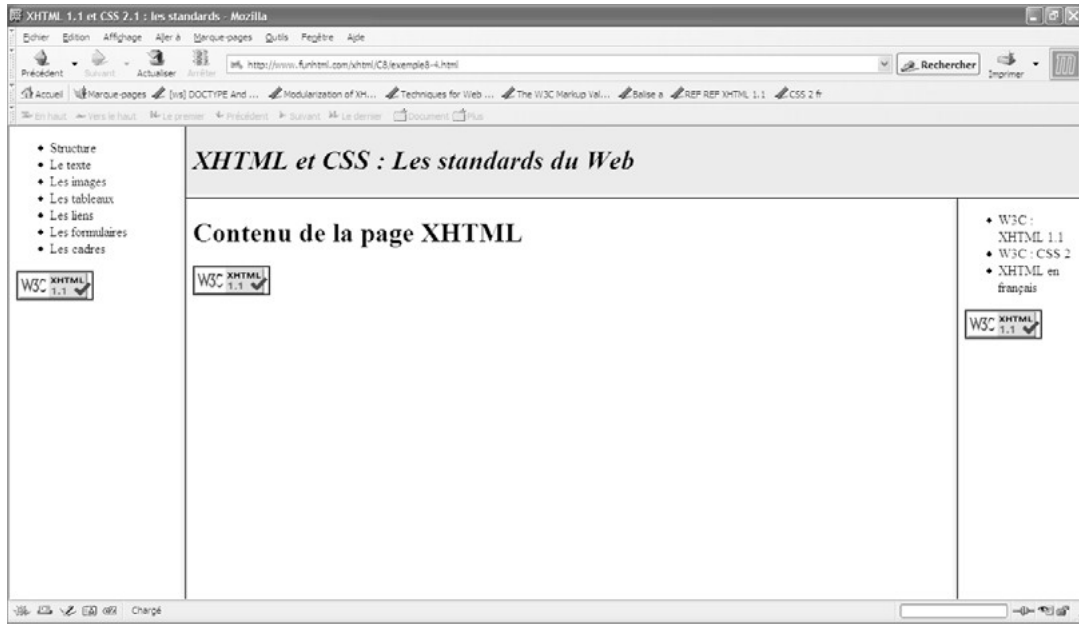 XHTML 1.1 et CSS 2.1 : les standards - Mozilla
Fichier Edition Affichage Aller à Marque-pages Outils Fenêtre Aide
Précédent Suivant Actualiser Arrêter http://www.funhtml.com/xhtml/C8/exemple8-4.html Rechercher Imprimer
Accueil Marque-pages [ws] DOCTYPE And ... Modularization of XH... Techniques for Web ... The W3C Markup Val... Balise a REF REF XHTML 1.1 CSS 2 fr
En haut Vers le haut Le premier Précédent Suivant Le dernier Document Plus
Structure
Le texte
Les images
Les tableaux
Les liens
Les formulaires
Les cadres
W3C XHTML 1.1
XHTML et CSS : Les standards du Web
Contenu de la page XHTML
W3C XHTML 1.1
W3C :
XHTML 1.1
W3C : CSS 2
XHTML en
français
W3C XHTML 1.1
Chargé